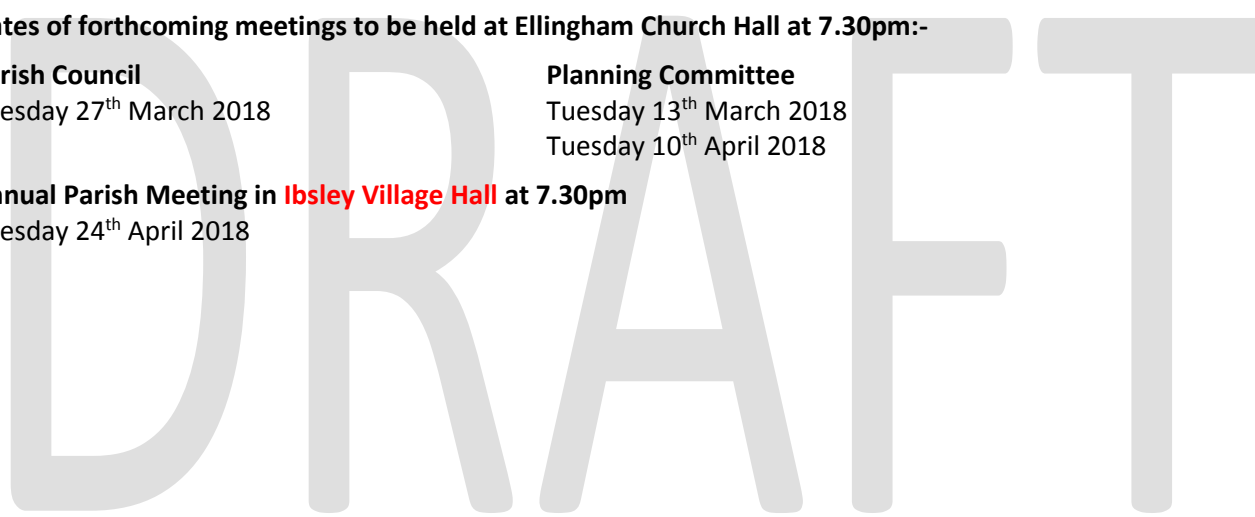 ates of forthcoming meetings to be held at Ellingham Church Hall at 7.30pm:-
rish Council
esday 27th March 2018
Planning Committee
Tuesday 13th March 2018
Tuesday 10th April 2018
nual Parish Meeting in Ibsley Village Hall at 7.30pm
esday 24th April 2018
DRAFT